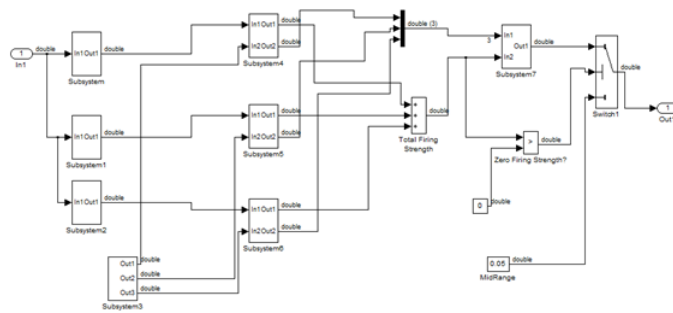 double
double
double
double (3)
double
1
In1
In1 Out1
Subsystem
In1 Out1
In2 Out2
Subsystem4
double
3
In1
In2
Out1
Subsystem7
double
double
double
Switch1
1
Out1
In1 Out1
Subsystem1
double
In1 Out1
In2 Out2
Subsystem5
double
double
+
+
+
Total Firing
Strength
double
double
>
Zero Firing Strength?
double
In1 Out1
Subsystem2
double
In1 Out1
In2 Out2
Subsystem6
double
double
0
double
Out1
Out2
Out3
Subsystem3
double
double
double
0.05
MidRange
double